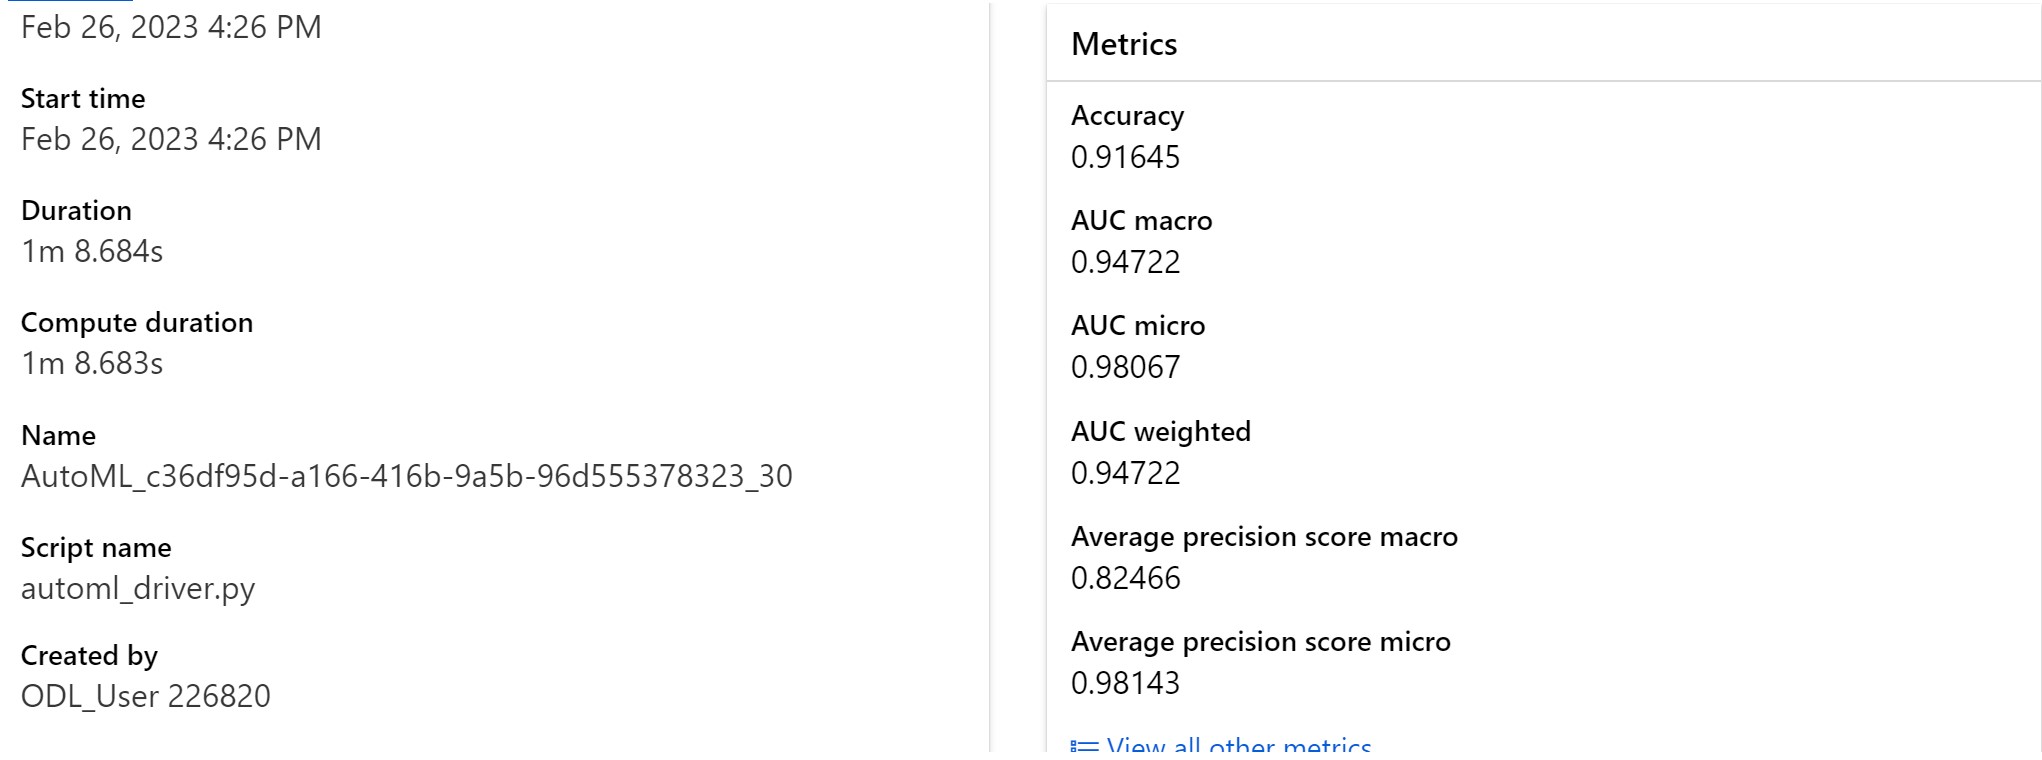 Feb 26, 2023 4:26 PM
Start time
Feb 26, 2023 4:26 PM
Duration
1m 8.684s
Compute duration
1m 8.683s
Name
AutoML_c36df95d-a166-416b-9a5b-96d555378323_30
Script name
automl_driver.py
Created by
ODL_User 226820
Metrics
Accuracy
0.91645
AUC macro
0.94722
AUC micro
0.98067
AUC weighted
0.94722
Average precision score macro
0.82466
Average precision score micro
0.98143
View all other metrics